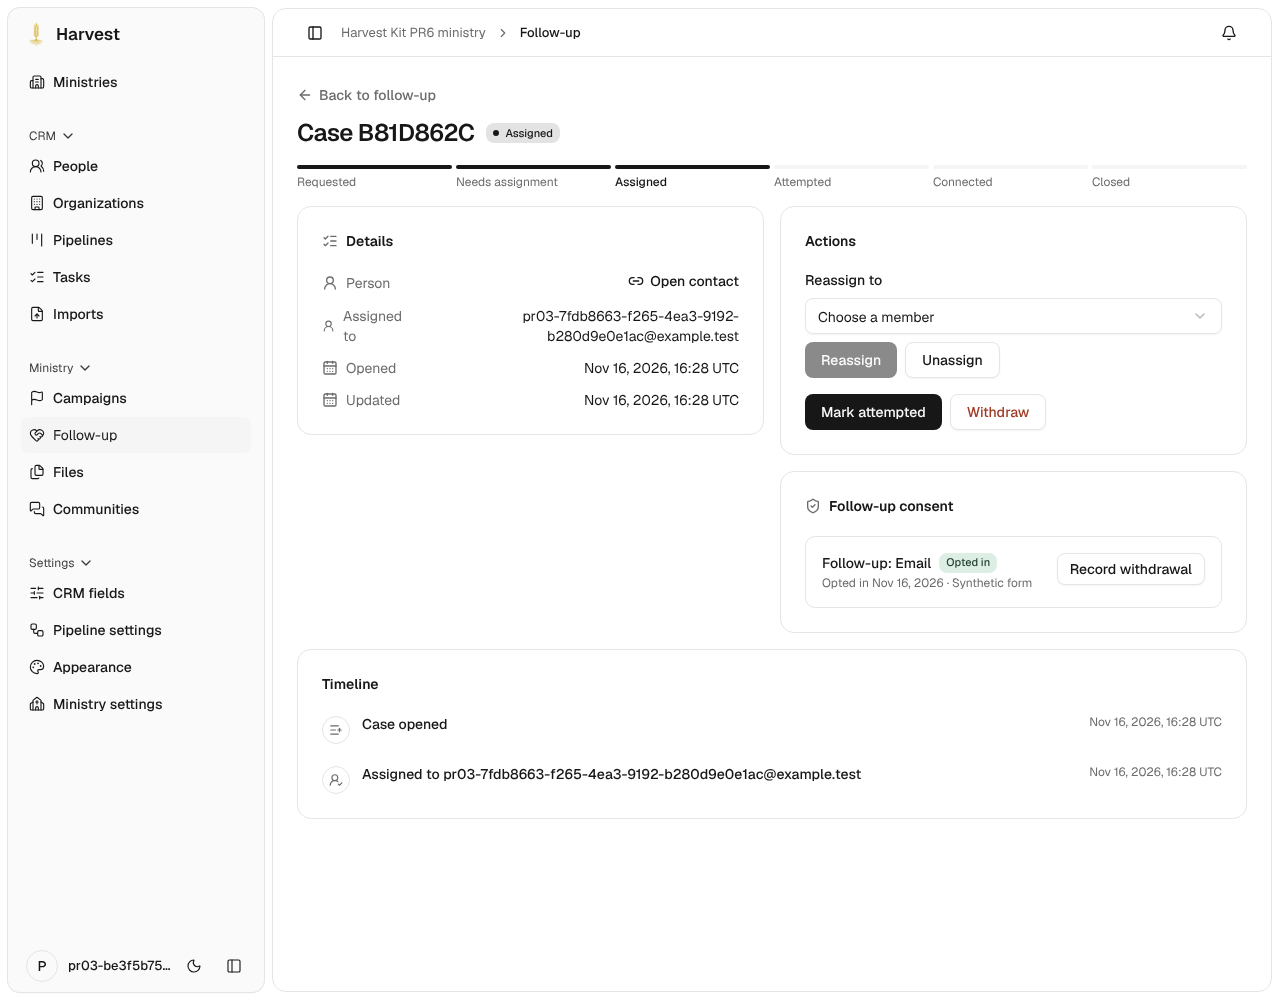 Harvest
Ministries
CRM
People
Organizations
Pipelines
Tasks
Imports
Ministry
Campaigns
Follow-up
Files
Communities
Settings
CRM fields
Pipeline settings
Appearance
Ministry settings
P
pr03-be3f5b75...
Harvest Kit PR6 ministry
Follow-up
Back to follow-up
Case B81D862C
Assigned
Requested
Needs assignment
Assigned
Attempted
Connected
Closed
Details
Person
Open contact
Assigned to
pr03-7fdb8663-f265-4ea3-9192-
b280d9e0e1ac@example.test
Opened
Nov 16, 2026, 16:28 UTC
Updated
Nov 16, 2026, 16:28 UTC
Actions
Reassign to
Choose a member
Reassign
Unassign
Mark attempted
Withdraw
Follow-up consent
Follow-up: Email
Opted in
Opted in Nov 16, 2026 · Synthetic form
Record withdrawal
Timeline
Case opened
Nov 16, 2026, 16:28 UTC
Assigned to pr03-7fdb8663-f265-4ea3-9192-b280d9e0e1ac@example.test
Nov 16, 2026, 16:28 UTC